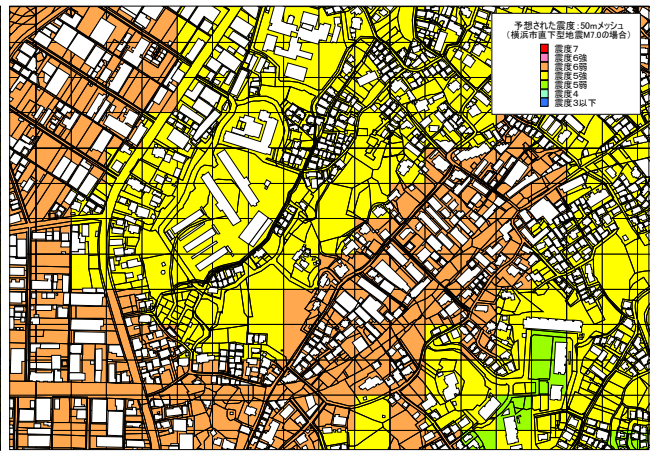 予想された震度:50mメッシュ
(横浜市直下型地震M7.0の場合)
震度7
震度6強
震度6弱
震度5強
震度5弱
震度4
震度3以下